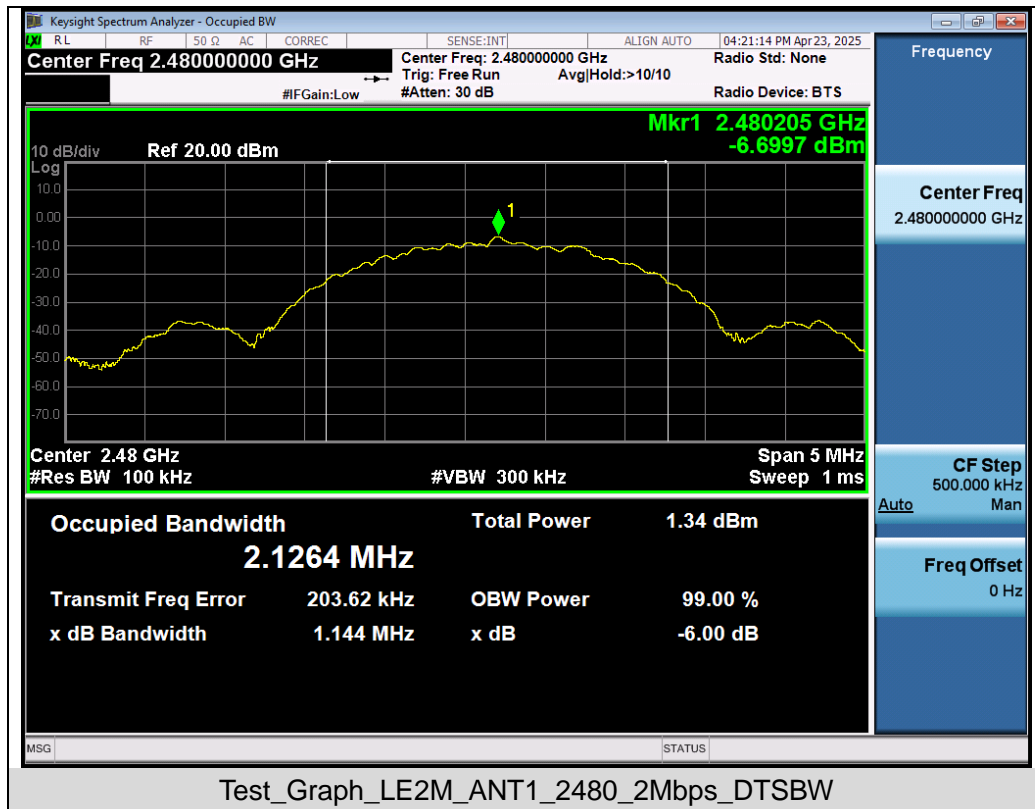 Keysight Spectrum Analyzer - Occupied BW
LXI RL RF 50 Ω AC CORREC SENSE:INT ALIGN AUTO 04:21:14 PM Apr 23, 2025
Center Freq 2.480000000 GHz
Center Freq: 2.480000000 GHz
Radio Std: None
Trig: Free Run Avg|Hold:>10/10
#IFGain:Low
#Atten: 30 dB
Radio Device: BTS
Frequency
Mkr1 2.480205 GHz
-6.6997 dBm
10 dB/div Ref 20.00 dBm
Log
10.0
0.00
-10.0
-20.0
-30.0
-40.0
-50.0
-60.0
-70.0
1
Center 2.48 GHz
Span 5 MHz
#Res BW 100 kHz
#VBW 300 kHz
Sweep 1 ms
Occupied Bandwidth
2.1264 MHz
Total Power 1.34 dBm
Transmit Freq Error 203.62 kHz
OBW Power 99.00 %
x dB Bandwidth 1.144 MHz
x dB -6.00 dB
Center Freq
2.480000000 GHz
CF Step
500.000 kHz
Auto Man
Freq Offset
0 Hz
MSG
STATUS
Test_Graph_LE2M_ANT1_2480_2Mbps_DTSBW